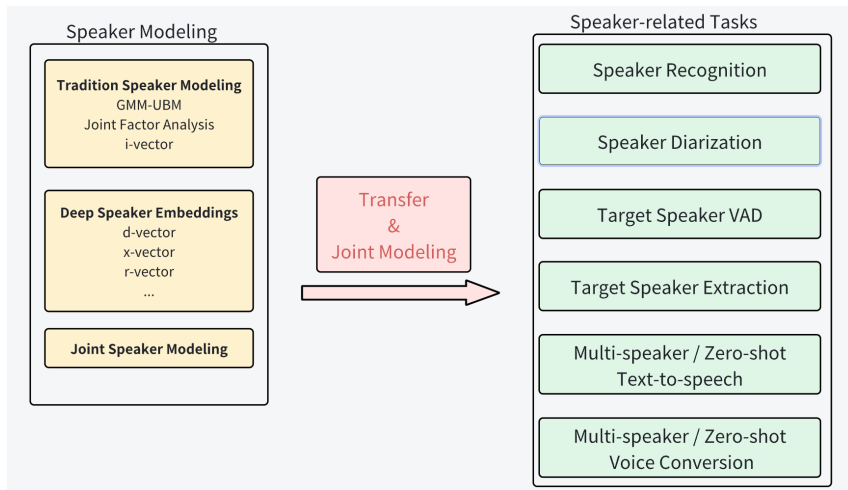 Speaker Modeling
Tradition Speaker Modeling
GMM-UBM
Joint Factor Analysis
i-vector
Deep Speaker Embeddings
d-vector
x-vector
r-vector
...
Joint Speaker Modeling
Transfer
&
Joint Modeling
Speaker-related Tasks
Speaker Recognition
Speaker Diarization
Target Speaker VAD
Target Speaker Extraction
Multi-speaker / Zero-shot
Text-to-speech
Multi-speaker / Zero-shot
Voice Conversion